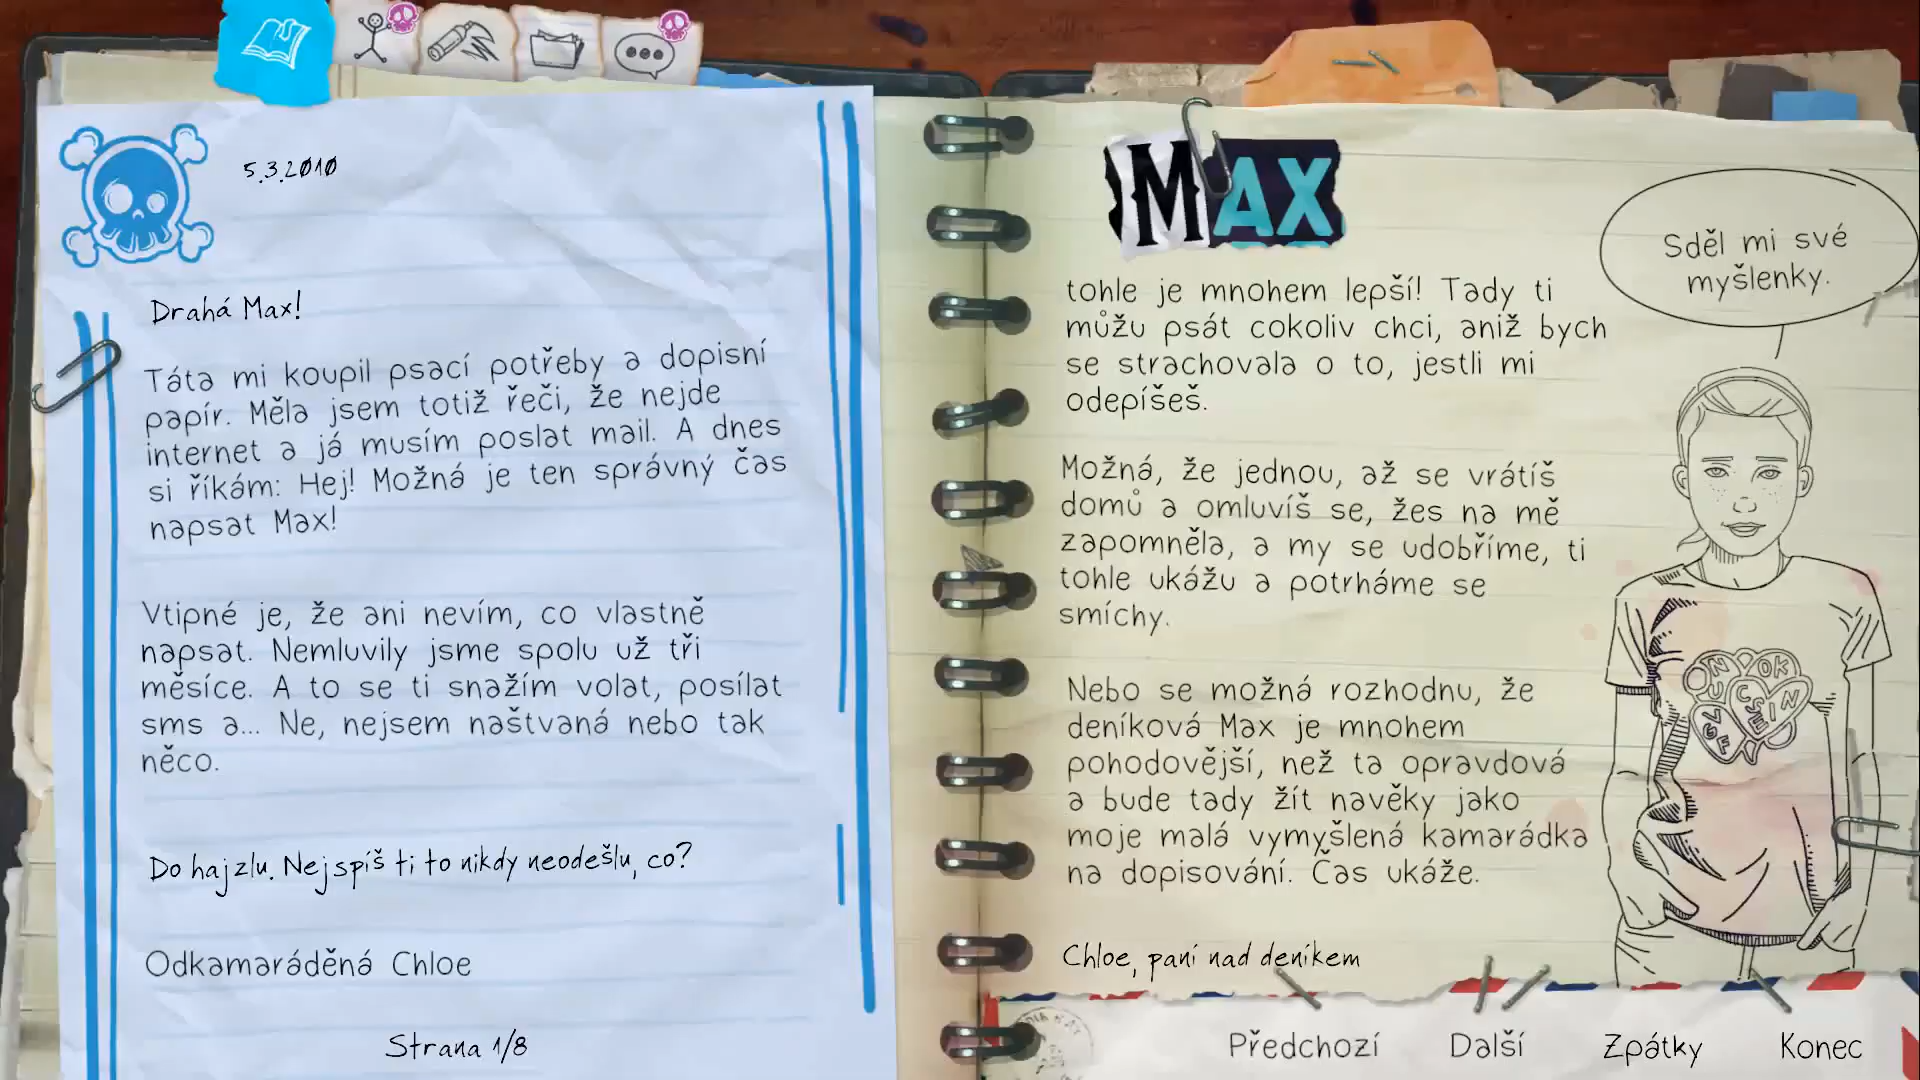 5.3.2010
Drahá Max!
Táta mi koupil psací potřeby a dopisní
papír. Měla jsem totiž řeči, že nejde
internet a já musím poslat mail. A dnes
si říkám: Hej! Možná je ten správný čas
napsat Max!
Vtipné je, že ani nevím, co vlastně
napsat. Nemluvily jsme spolu už tři
měsíce. A to se ti snažím volat, posílat
sms a... Ne, nejsem naštvaná nebo tak
něco.
Do hajzlu. Nejspíš ti to nikdy neodešlu, co?
Odkamaráděná Chloe
Strana 1/8
MAX
tohle je mnohem lepší! Tady ti
můžu psát cokoliv chci, aniž bych
se strachovala o to, jestli mi
odepíšeš.
Možná, že jednou, až se vrátíš
domů a omluvíš se, žes na mě
zapomněla, a my se udobříme, ti
tohle ukážu a potrháme se
smíchy.
Nebo se možná rozhodnu, že
deníková Max je mnohem
pohodovější, než ta opravdová
a bude tady žít navěky jako
moje malá vymyšlená kamarádka
na dopisování. Čas ukáže.
Chloe, paní nad deníkem
Sděl mi své
myšlenky.
Předchozí Další Zpátky Konec